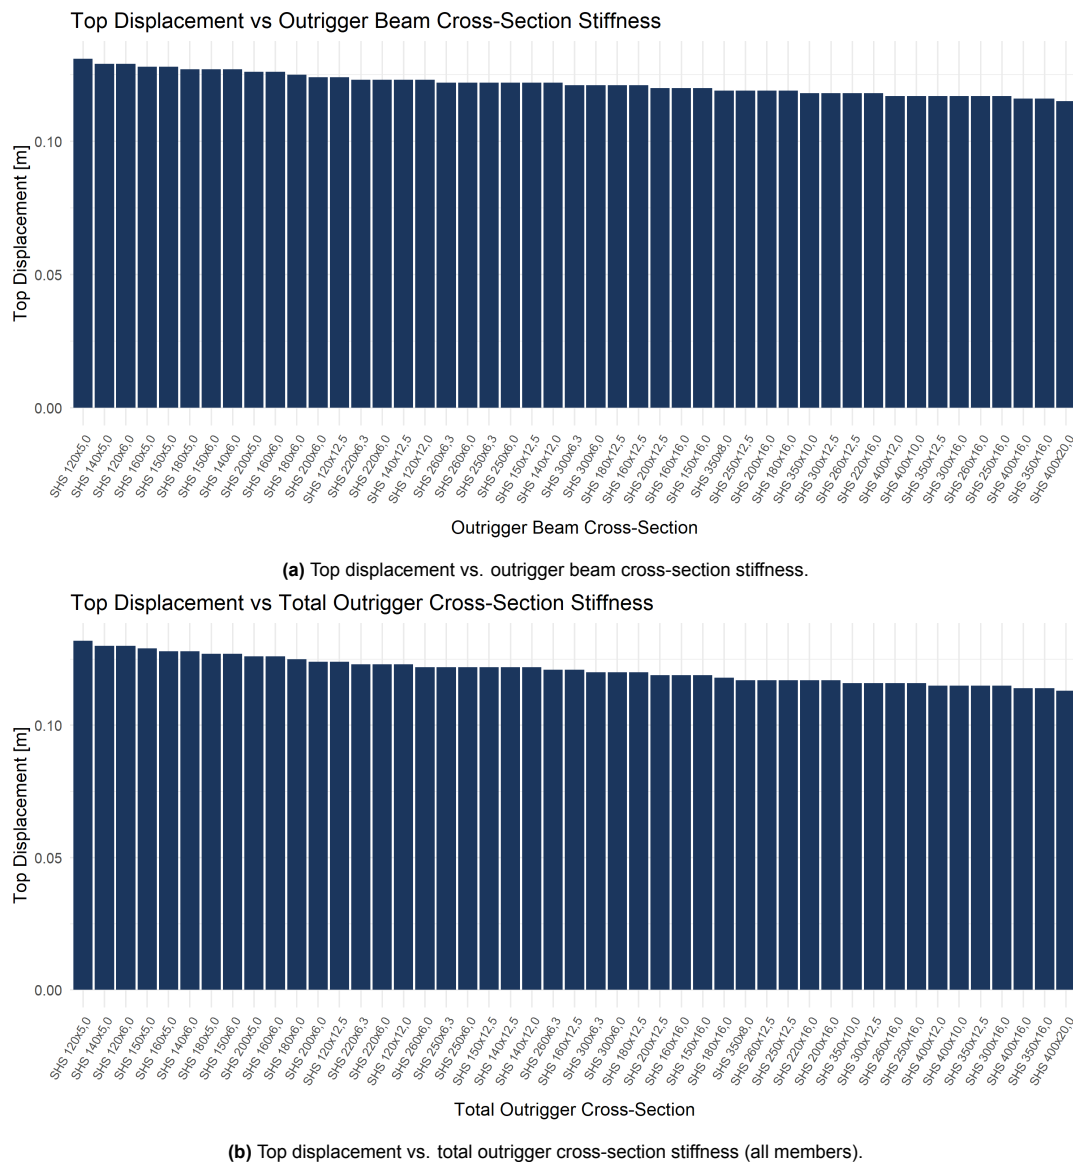 Top Displacement vs Outrigger Beam Cross-Section Stiffness
Top Displacement [m]
0.10
0.05
0.00
SHS 120x5,0
SHS 140x5,0
SHS 120x6,0
SHS 160x5,0
SHS 150x5,0
SHS 180x5,0
SHS 150x6,0
SHS 140x6,0
SHS 200x5,0
SHS 160x6,0
SHS 180x6,0
SHS 200x6,0
SHS 120x12,5
SHS 220x6,3
SHS 220x6,0
SHS 140x12,5
SHS 120x12,0
SHS 260x6,3
SHS 260x6,0
SHS 250x6,3
SHS 250x6,0
SHS 150x12,5
SHS 140x12,0
SHS 300x6,3
SHS 300x6,0
SHS 180x12,5
SHS 160x12,5
SHS 200x12,5
SHS 160x16,0
SHS 150x16,0
SHS 350x8,0
SHS 250x12,5
SHS 200x16,0
SHS 180x16,0
SHS 350x10,0
SHS 300x12,5
SHS 260x12,5
SHS 220x16,0
SHS 400x12,0
SHS 400x10,0
SHS 350x12,5
SHS 300x16,0
SHS 260x16,0
SHS 250x16,0
SHS 400x16,0
SHS 350x16,0
SHS 400x20,0
Outrigger Beam Cross-Section
(a) Top displacement vs. outrigger beam cross-section stiffness.
Top Displacement vs Total Outrigger Cross-Section Stiffness
Top Displacement [m]
0.10
0.05
0.00
SHS 120x5,0
SHS 140x5,0
SHS 120x6,0
SHS 150x5,0
SHS 160x5,0
SHS 140x6,0
SHS 180x5,0
SHS 150x6,0
SHS 200x5,0
SHS 160x6,0
SHS 180x6,0
SHS 200x6,0
SHS 120x12,5
SHS 220x6,3
SHS 220x6,0
SHS 120x12,0
SHS 260x6,0
SHS 250x6,3
SHS 250x6,0
SHS 150x12,5
SHS 140x12,5
SHS 140x12,0
SHS 260x6,3
SHS 160x12,5
SHS 300x6,3
SHS 300x6,0
SHS 180x12,5
SHS 200x12,5
SHS 160x16,0
SHS 150x16,0
SHS 180x16,0
SHS 350x8,0
SHS 260x12,5
SHS 250x12,5
SHS 220x16,0
SHS 200x16,0
SHS 350x10,0
SHS 300x12,5
SHS 260x16,0
SHS 250x16,0
SHS 400x12,0
SHS 400x10,0
SHS 350x12,5
SHS 300x16,0
SHS 400x16,0
SHS 350x16,0
SHS 400x20,0
Total Outrigger Cross-Section
(b) Top displacement vs. total outrigger cross-section stiffness (all members).